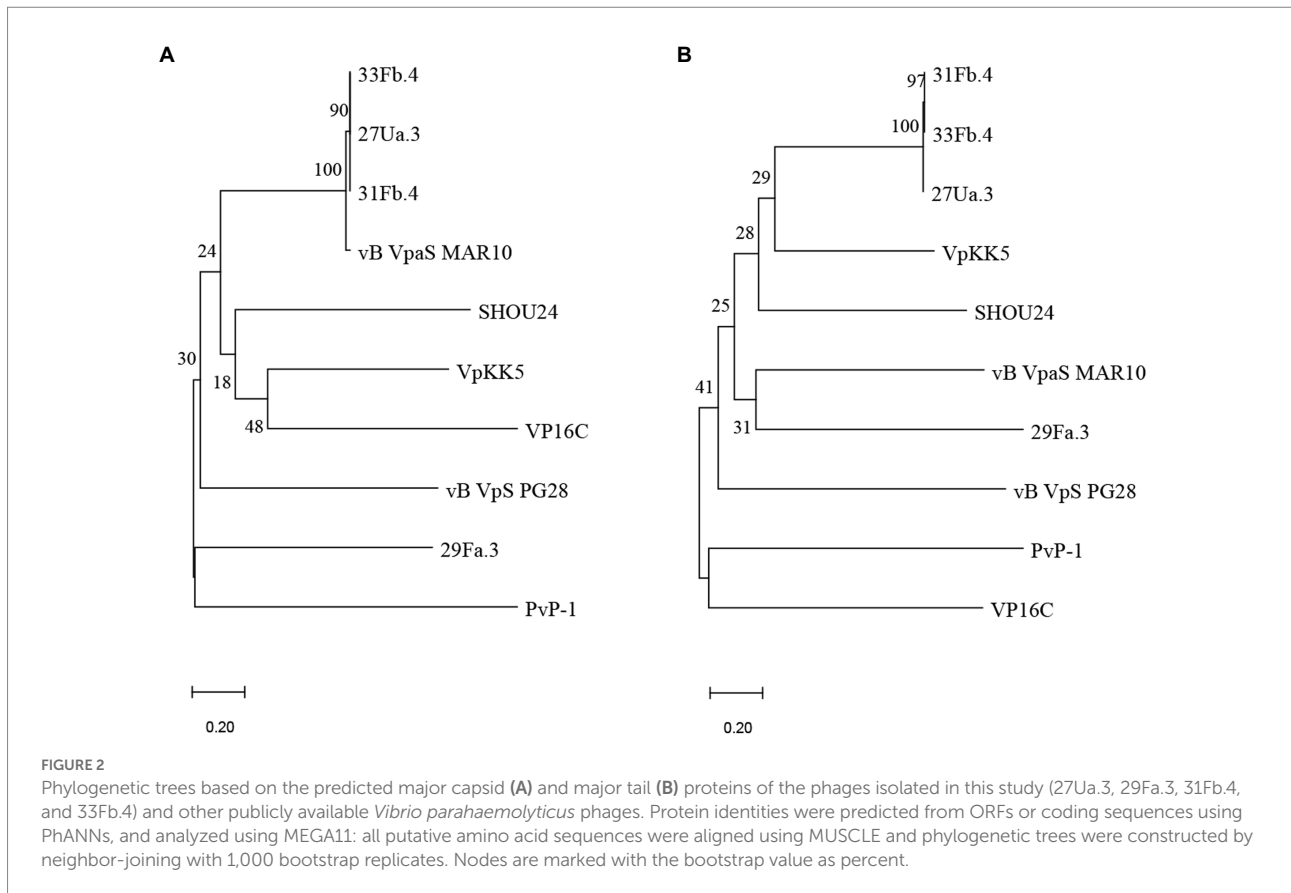 A
33Fb.4
90
27Ua.3
100
31Fb.4
vB VpaS MAR10
24
SHOU24
30
VpKK5
18
48
VP16C
vB VpS PG28
29Fa.3
PvP-1
0.20
B
97
31Fb.4
100
33Fb.4
27Ua.3
29
VpKK5
28
SHOU24
25
vB VpaS MAR10
41
31
29Fa.3
vB VpS PG28
PvP-1
VP16C
0.20
FIGURE 2
Phylogenetic trees based on the predicted major capsid (A) and major tail (B) proteins of the phages isolated in this study (27Ua.3, 29Fa.3, 31Fb.4,
and 33Fb.4) and other publicly available Vibrio parahaemolyticus phages. Protein identities were predicted from ORFs or coding sequences using
PhANNs, and analyzed using MEGA11: all putative amino acid sequences were aligned using MUSCLE and phylogenetic trees were constructed by
neighbor-joining with 1,000 bootstrap replicates. Nodes are marked with the bootstrap value as percent.